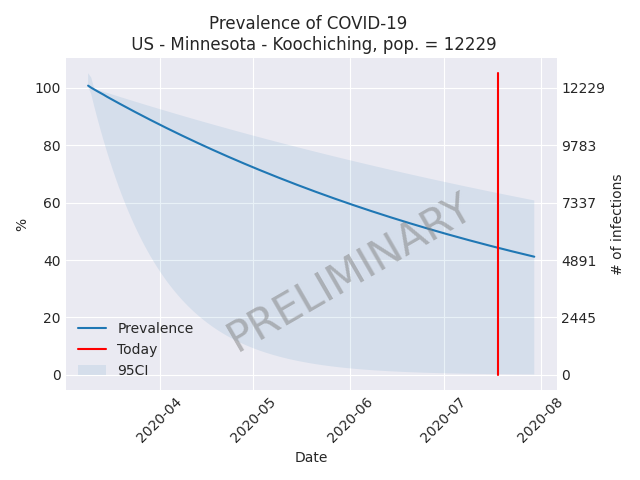 Prevalence of COVID-19
US - Minnesota - Koochiching, pop. = 12229
100
80
60
40
20
0
%
12229
9783
7337
4891
2445
0
# of infections
PRELIMINARY
Prevalence
Today
95CI
2020-04
2020-05
2020-06
2020-07
2020-08
Date